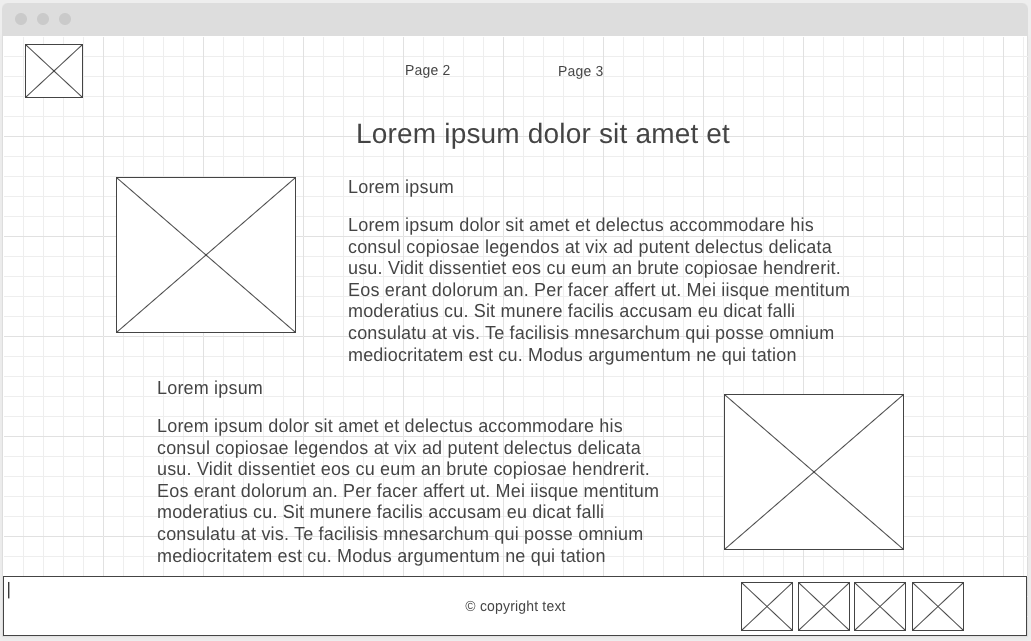 Page 2
Page 3
Lorem ipsum dolor sit amet et
Lorem ipsum
Lorem ipsum dolor sit amet et delectus accommodare his
consul copiosae legendos at vix ad putent delectus delicata
usu. Vidit dissentiet eos cu eum an brute copiosae hendrerit.
Eos erant dolorum an. Per facer affert ut. Mei iisque mentitum
moderatius cu. Sit munere facilis accusam eu dicat falli
consulatu at vis. Te facilisis mnesarchum qui posse omnium
mediocritatem est cu. Modus argumentum ne qui tation
Lorem ipsum
Lorem ipsum dolor sit amet et delectus accommodare his
consul copiosae legendos at vix ad putent delectus delicata
usu. Vidit dissentiet eos cu eum an brute copiosae hendrerit.
Eos erant dolorum an. Per facer affert ut. Mei iisque mentitum
moderatius cu. Sit munere facilis accusam eu dicat falli
consulatu at vis. Te facilisis mnesarchum qui posse omnium
mediocritatem est cu. Modus argumentum ne qui tation
© copyright text